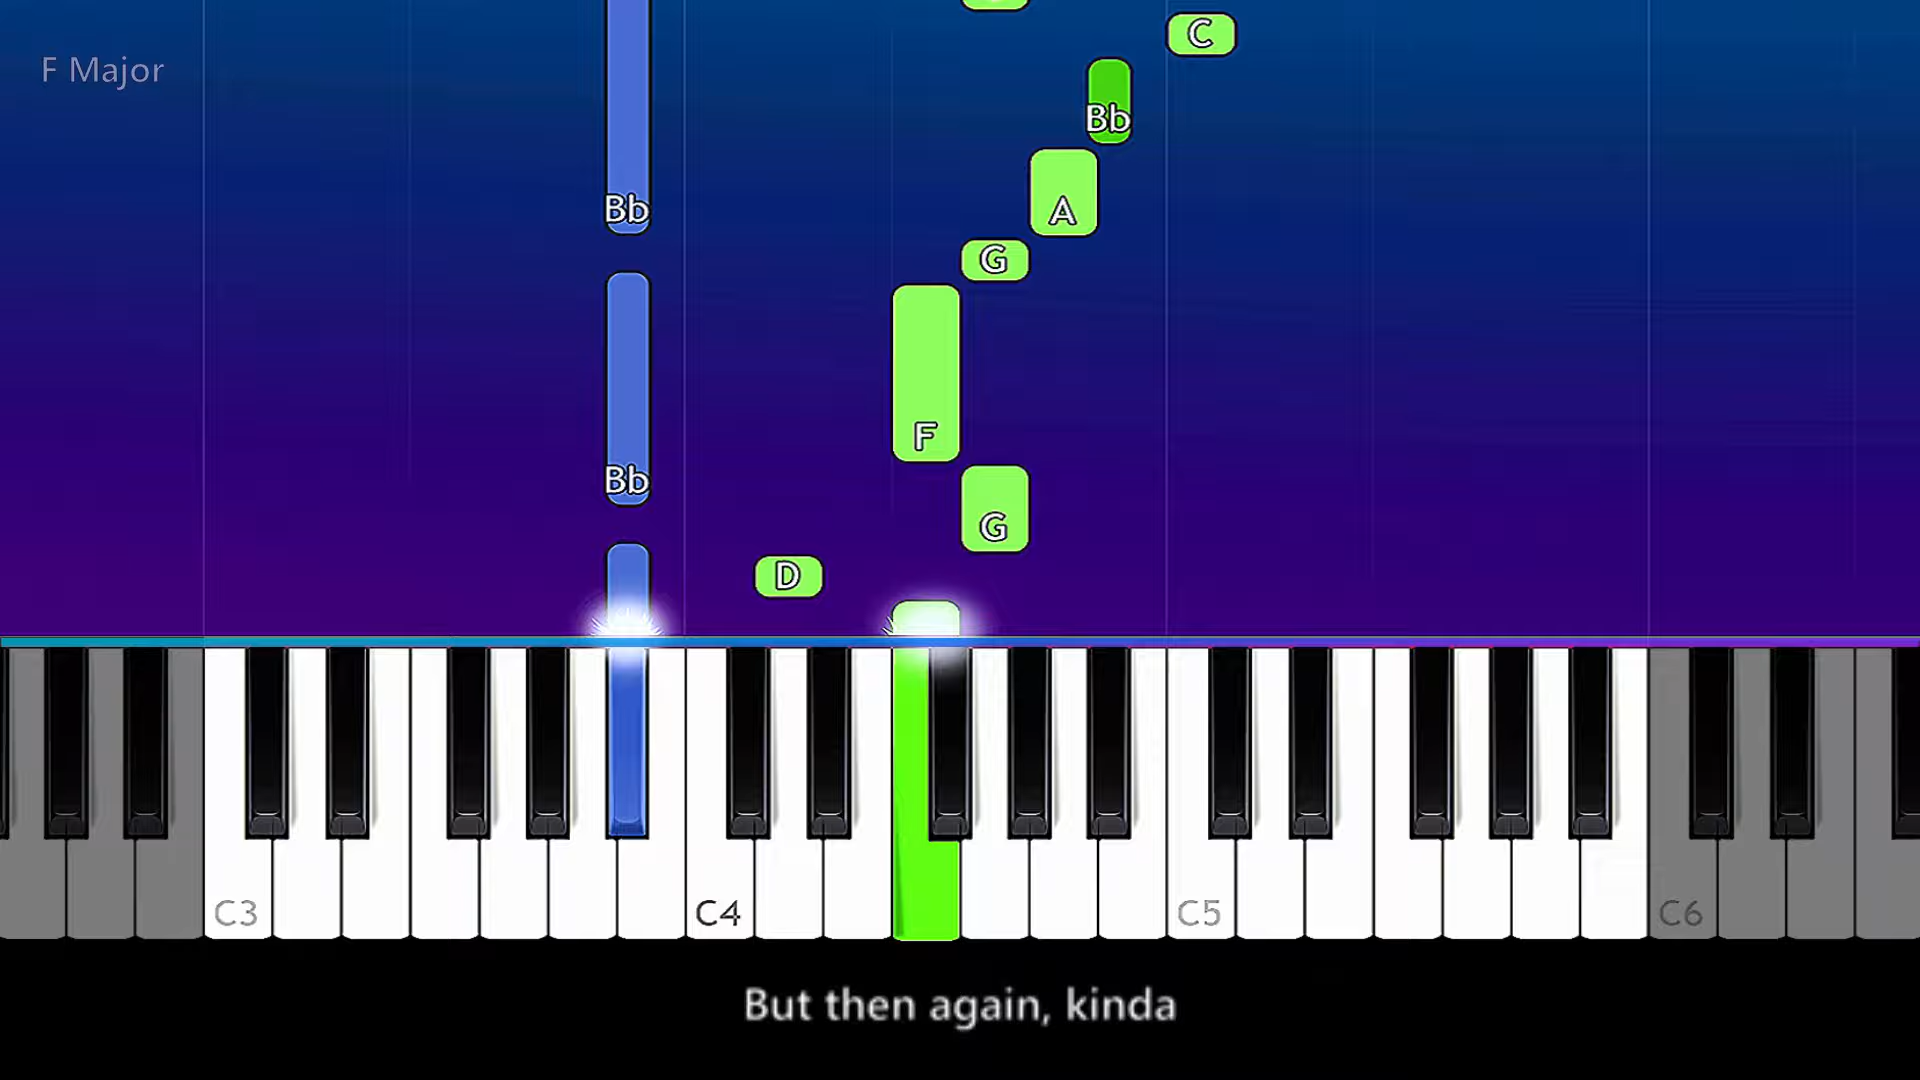 C
F Major
Bb
A
Bb
G
F
Bb
G
D
C3
C4
C5
C6
But then again, kinda